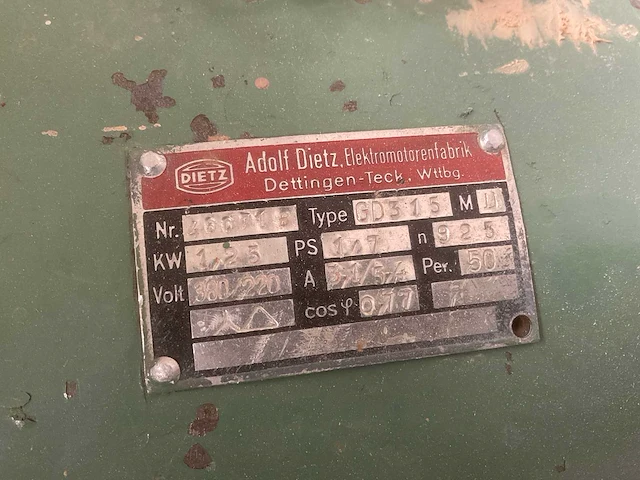 DIETZ
Adolf Dietz, Elektromotorenfabrik
Dettingen-Teck, Wttbg.
Nr. Type GD315 M U
KW 1,25 PS 1,7 n 925
Volt 380/220 A Per. 50
cos φ 0,77